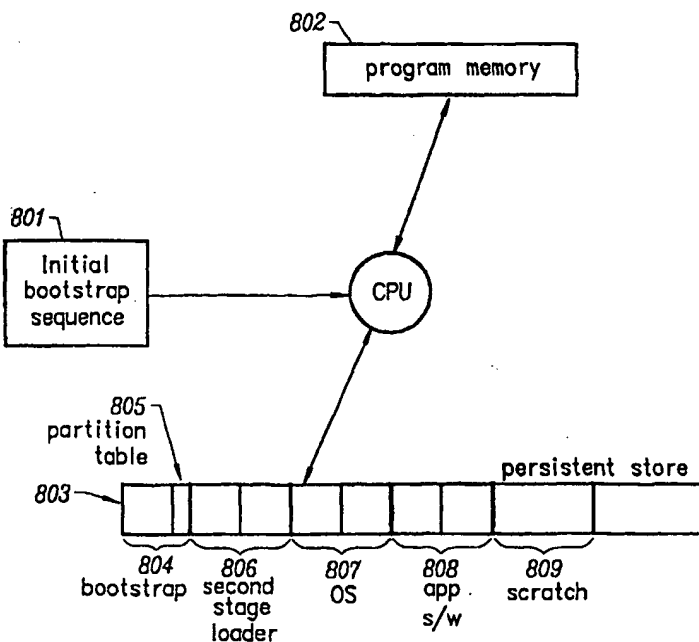 802
program memory
801
Initial
bootstrap
sequence
CPU
805
partition
table
803
persistent store
804
bootstrap
806
second
stage
loader
807
OS
808
app
s/w
809
scratch